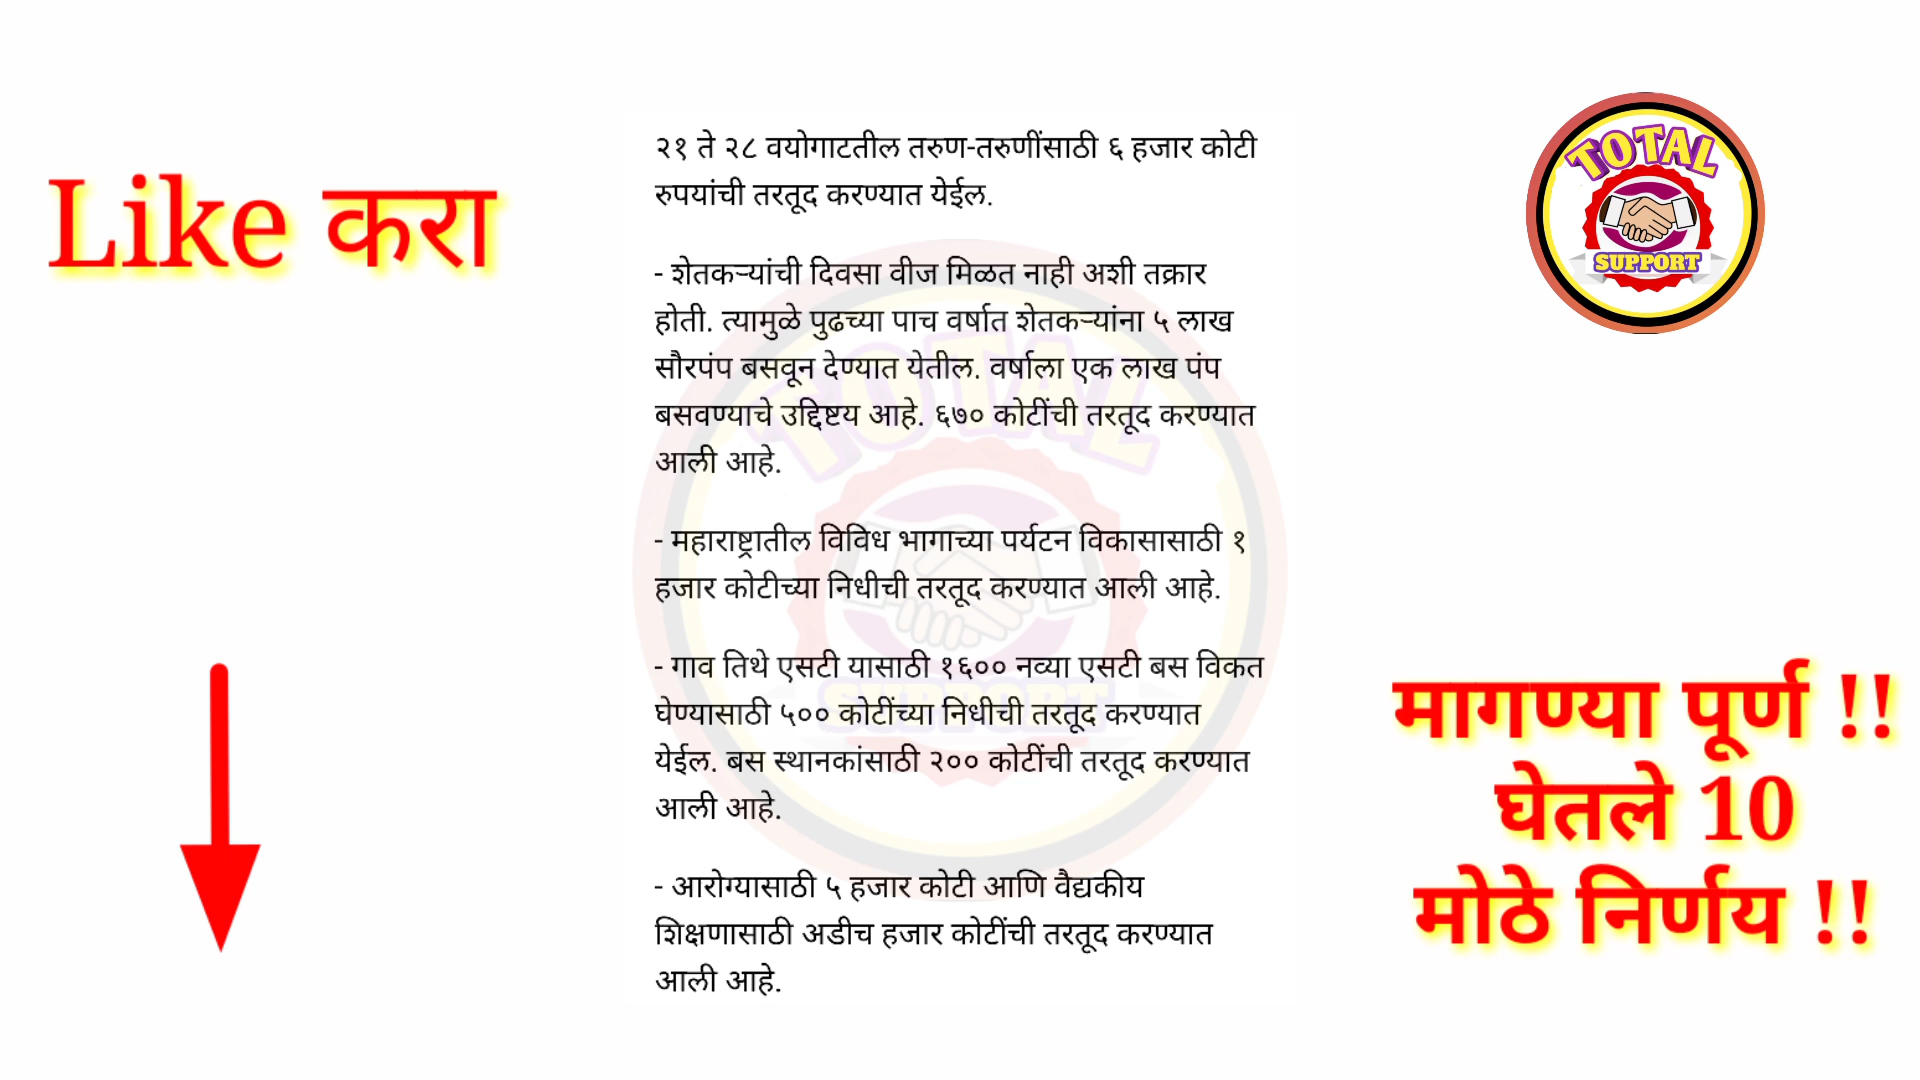 Like करा
२१ ते २८ वयोगाटतील तरुण-तरुणींसाठी ६ हजार कोटी
रुपयांची तरतूद करण्यात येईल.
- शेतकऱ्यांची दिवसा वीज मिळत नाही अशी तक्रार
होती. त्यामुळे पुढच्या पाच वर्षात शेतकऱ्यांना ५ लाख
सौरपंप बसवून देण्यात येतील. वर्षाला एक लाख पंप
बसवण्याचे उद्दिष्टय आहे. ६७० कोटींची तरतूद करण्यात
आली आहे.
- महाराष्ट्रातील विविध भागाच्या पर्यटन विकासासाठी १
हजार कोटीच्या निधीची तरतूद करण्यात आली आहे.
- गाव तिथे एसटी यासाठी १६०० नव्या एसटी बस विकत
घेण्यासाठी ५०० कोटींच्या निधीची तरतूद करण्यात
येईल. बस स्थानकांसाठी २०० कोटींची तरतूद करण्यात
आली आहे.
- आरोग्यासाठी ५ हजार कोटी आणि वैद्यकीय
शिक्षणासाठी अडीच हजार कोटींची तरतूद करण्यात
आली आहे.
TOTAL
SUPPORT
TOTAL
SUPPORT
मागण्या पूर्ण !!
घेतले 10
मोठे निर्णय !!